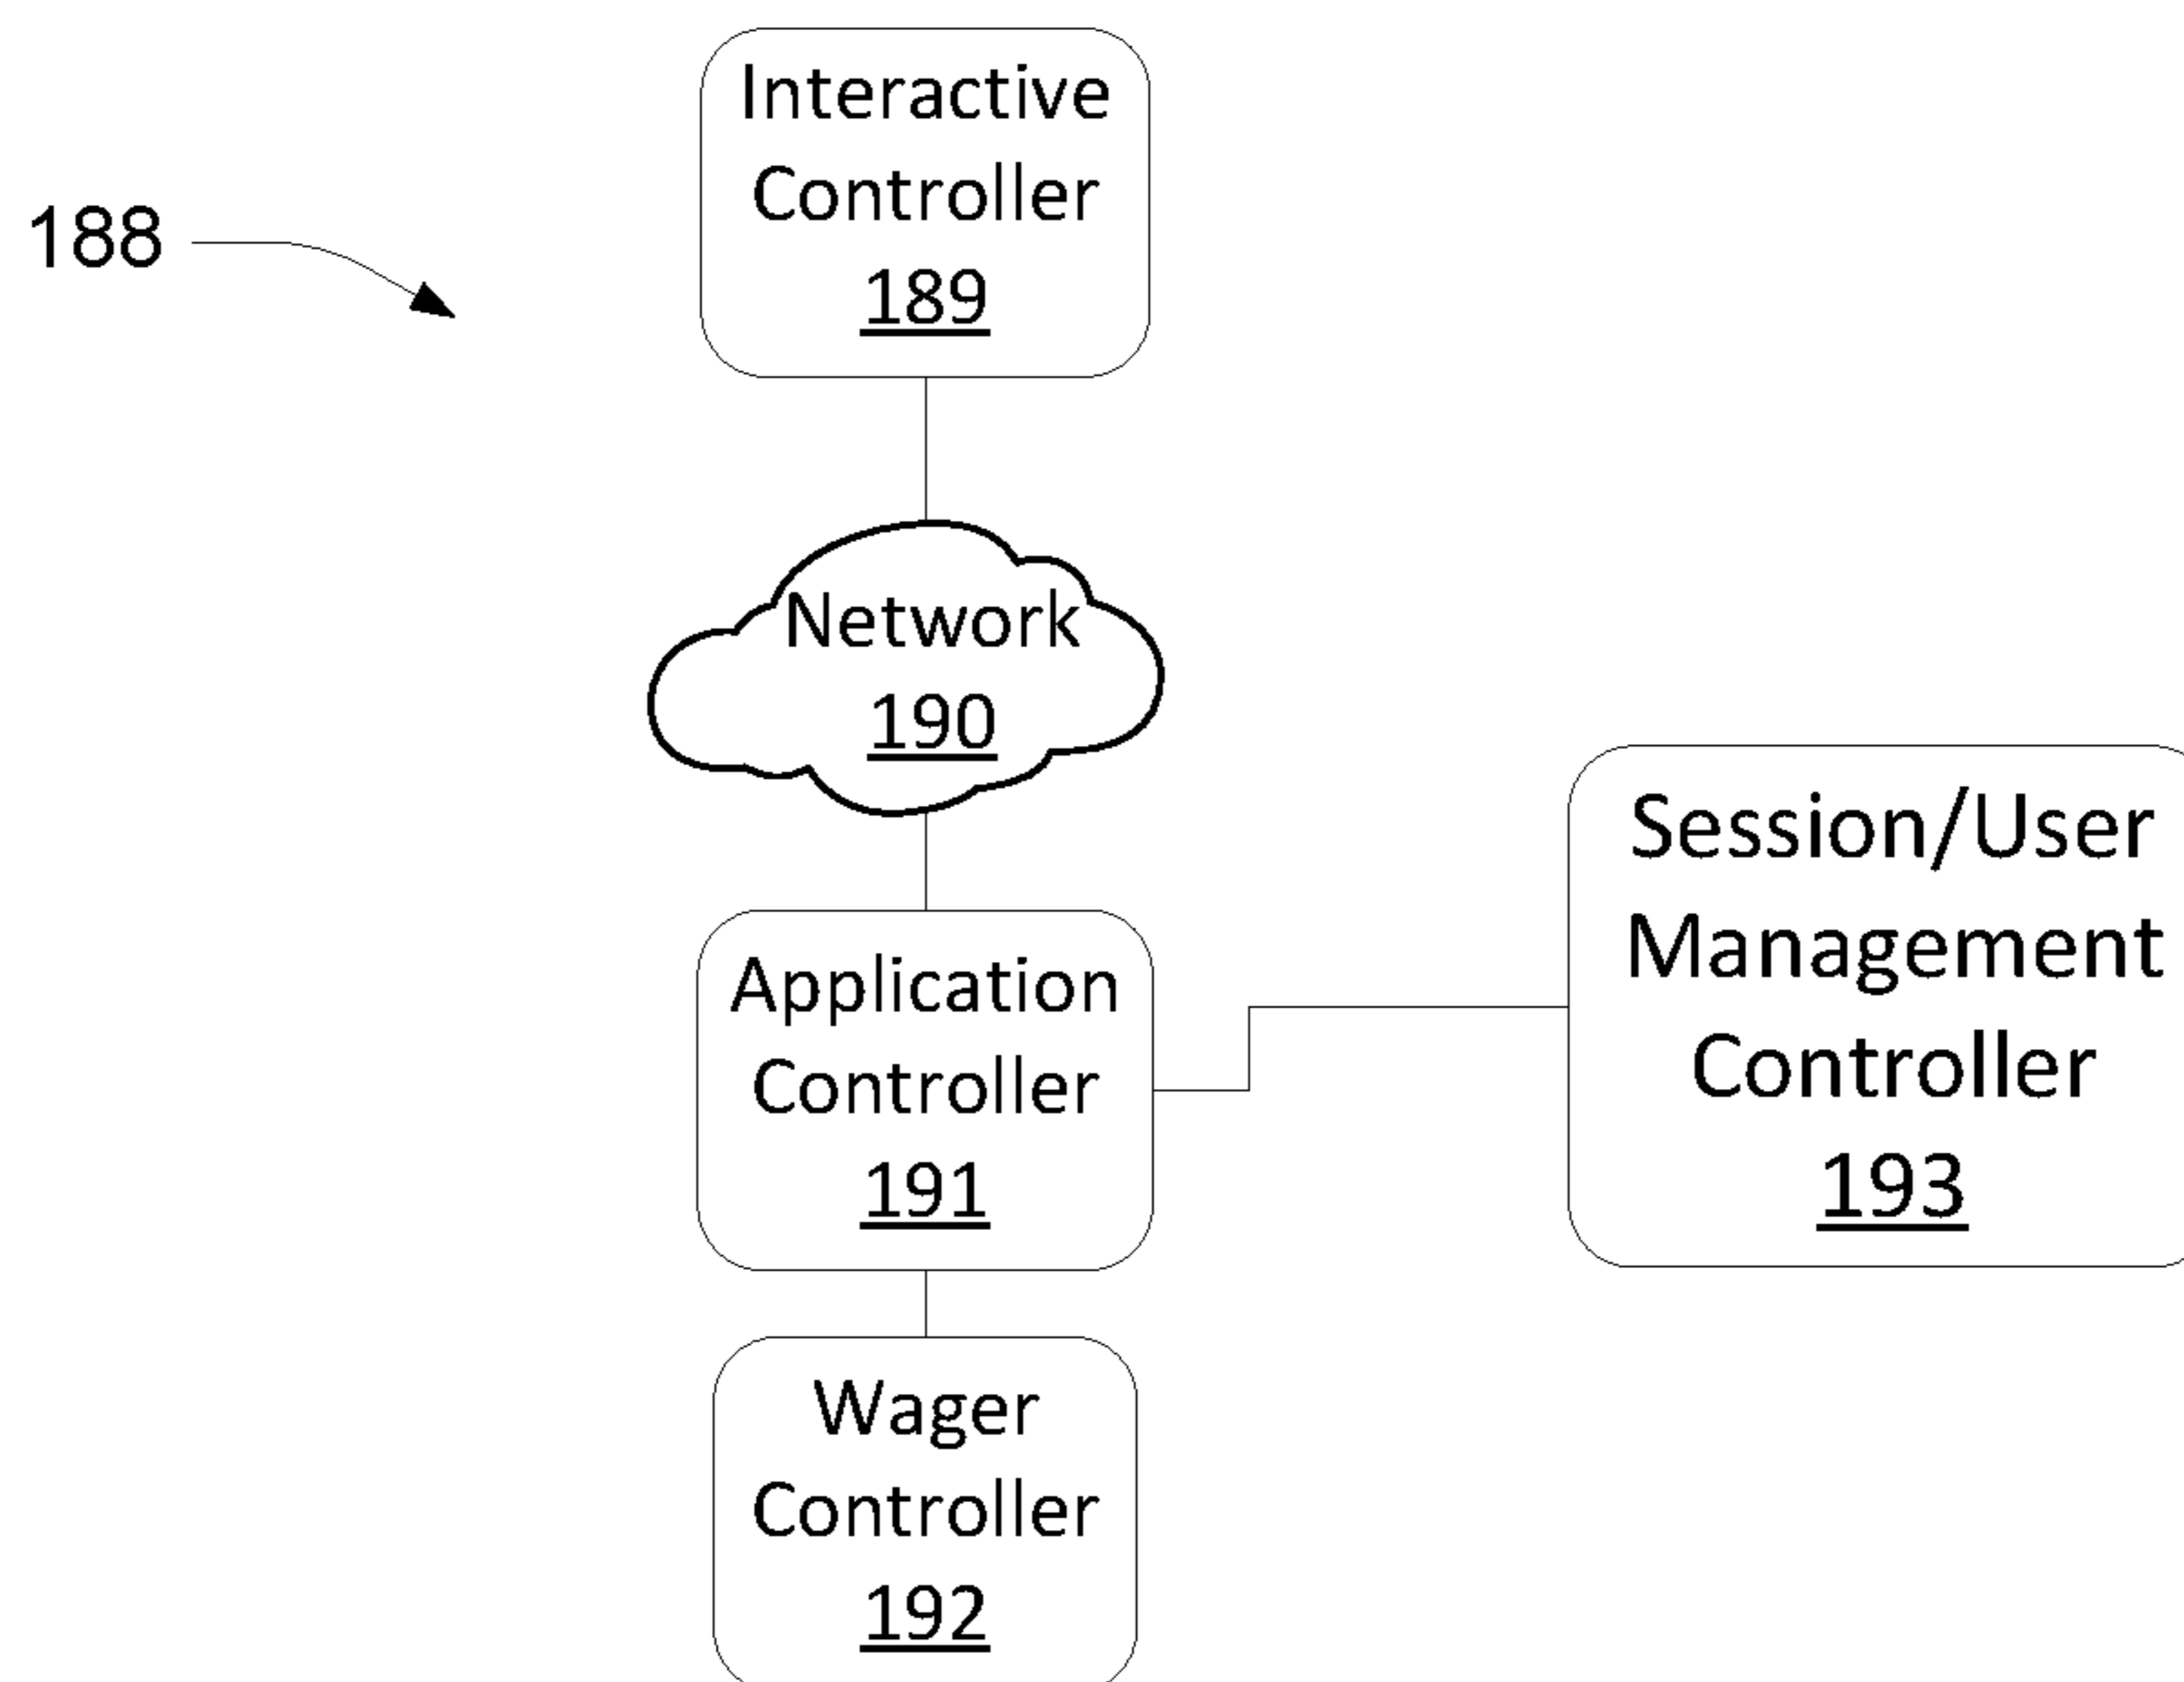 Interactive
Controller
189
188
Network
190
Application
Controller
191
Session/User
Management
Controller
193
Wager
Controller
192